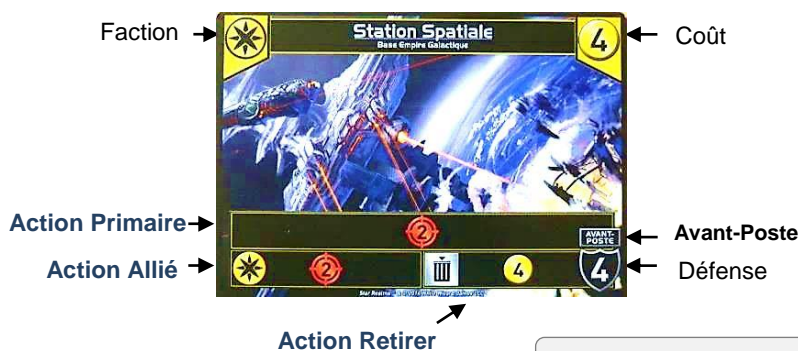 Faction
Station Spatiale
Base Empire Galactique
4
Coût
Action Primaire
2
AVANT-
POSTE
Avant-Poste
Action Allié
2
4
4
Défense
Action Retirer